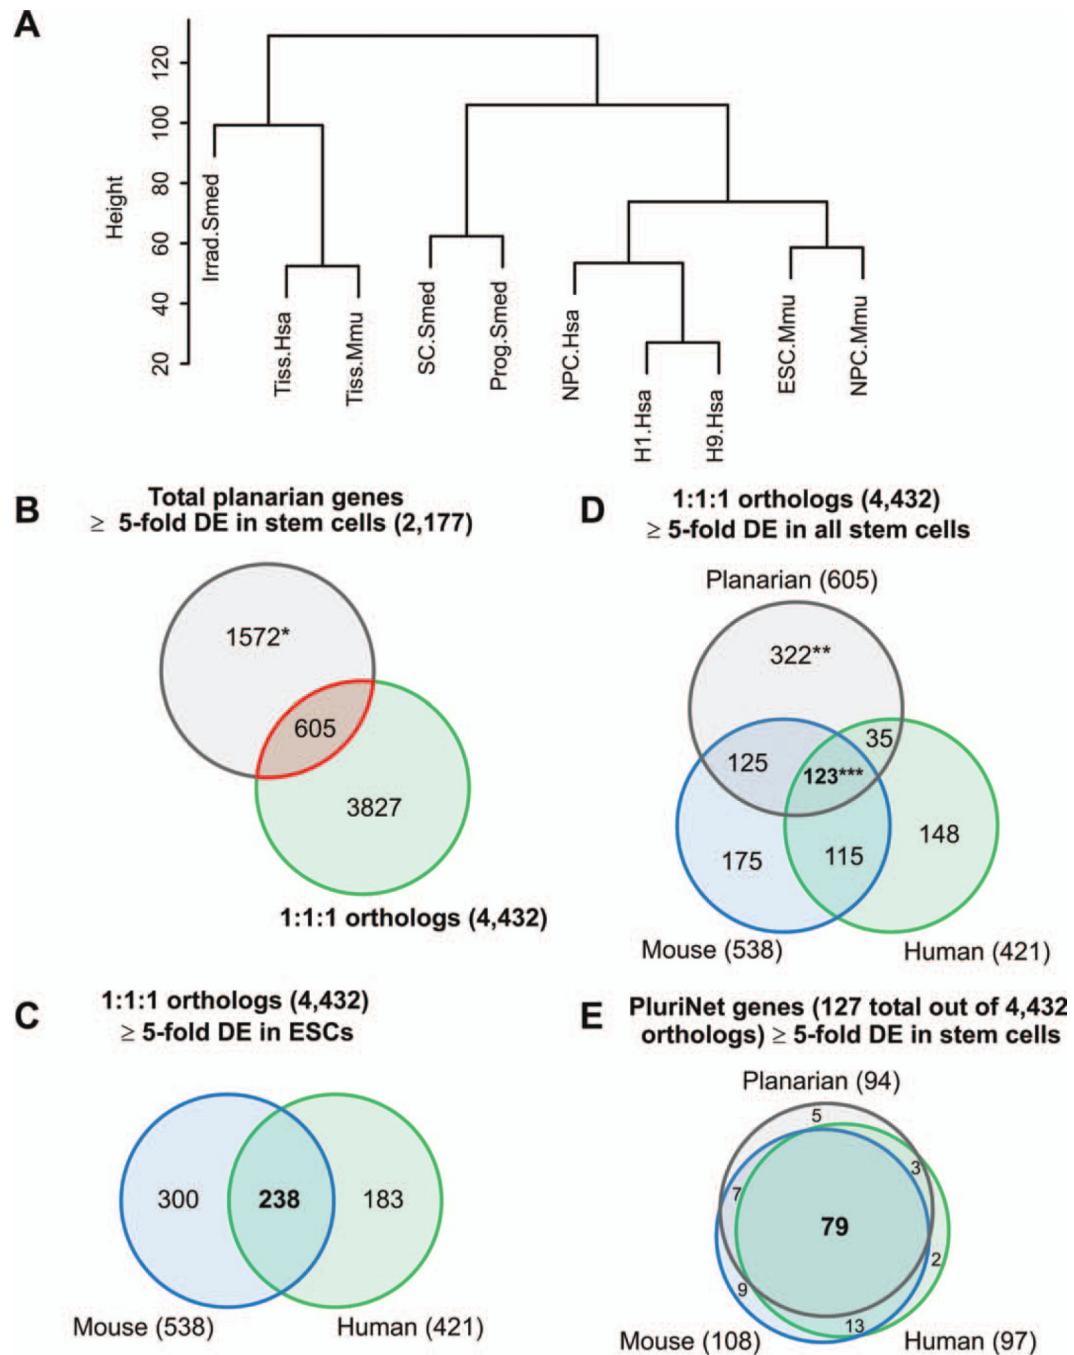 A
Height
120
100
80
60
40
20
Irrad.Smed
Tiss.Hsa
Tiss.Mmu
SC.Smed
Prog.Smed
NPC.Hsa
H1.Hsa
H9.Hsa
ESC.Mmu
NPC.Mmu
B
Total planarian genes
≥ 5-fold DE in stem cells (2,177)
1572*
605
3827
1:1:1 orthologs (4,432)
C
1:1:1 orthologs (4,432)
≥ 5-fold DE in ESCs
300
238
183
Mouse (538)
Human (421)
D
1:1:1 orthologs (4,432)
≥ 5-fold DE in all stem cells
Planarian (605)
322**
35
125
123***
175
115
148
Mouse (538)
Human (421)
E
PluriNet genes (127 total out of 4,432
orthologs) ≥ 5-fold DE in stem cells
Planarian (94)
5
3
7
79
2
9
13
Mouse (108)
Human (97)